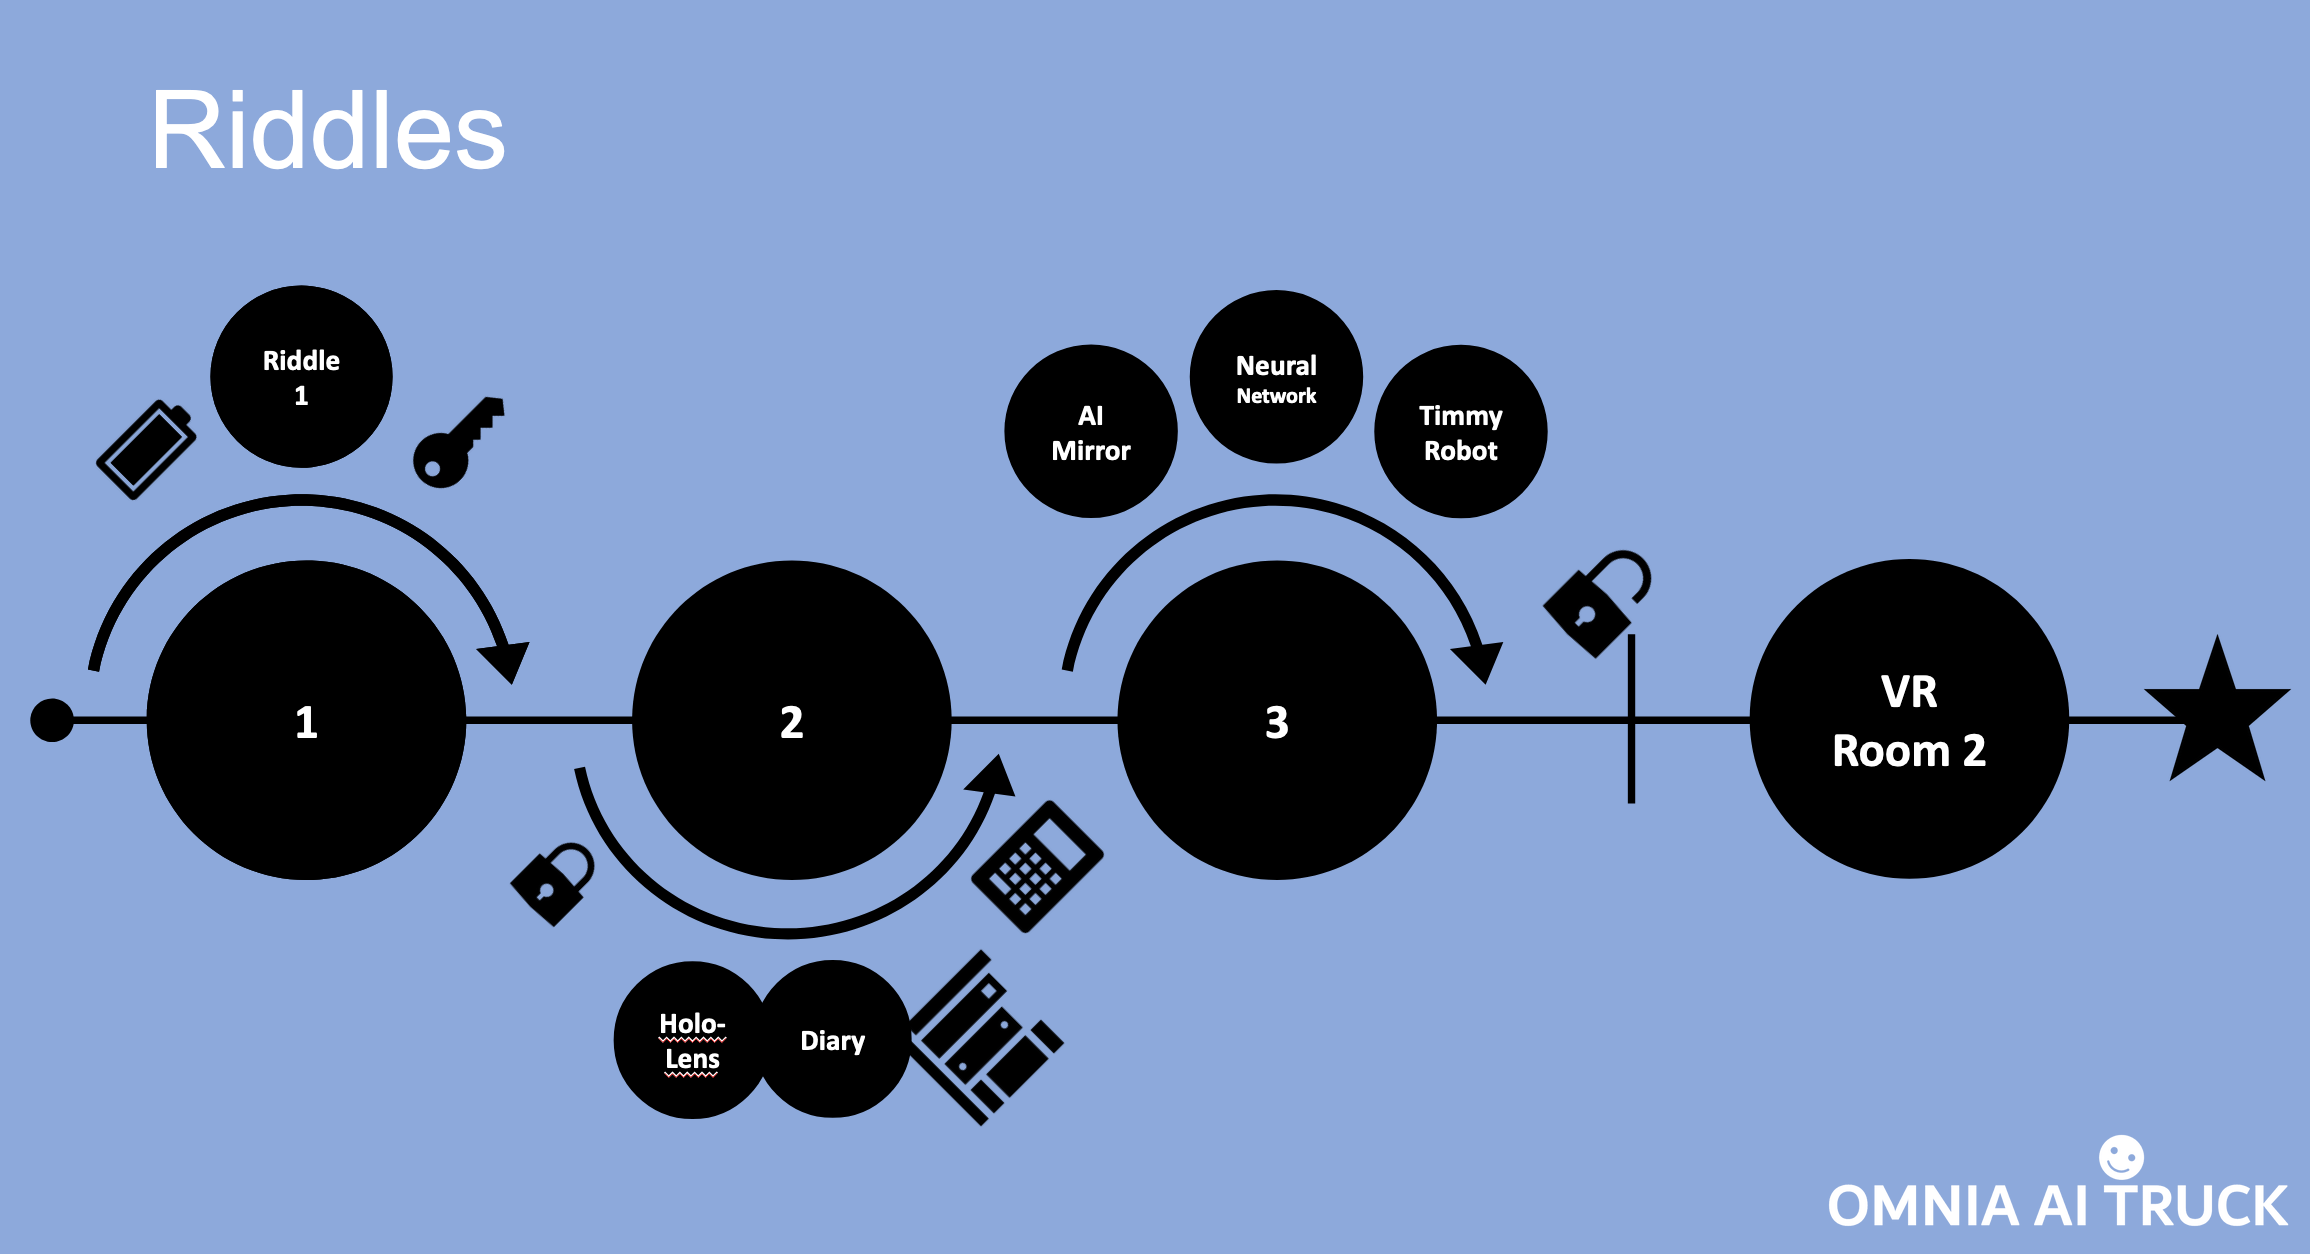 Riddles
Riddle
1
AI
Mirror
Neural
Network
Timmy
Robot
1
2
3
VR
Room 2
Holo-
Lens
Diary
OMNIA AI TRUCK